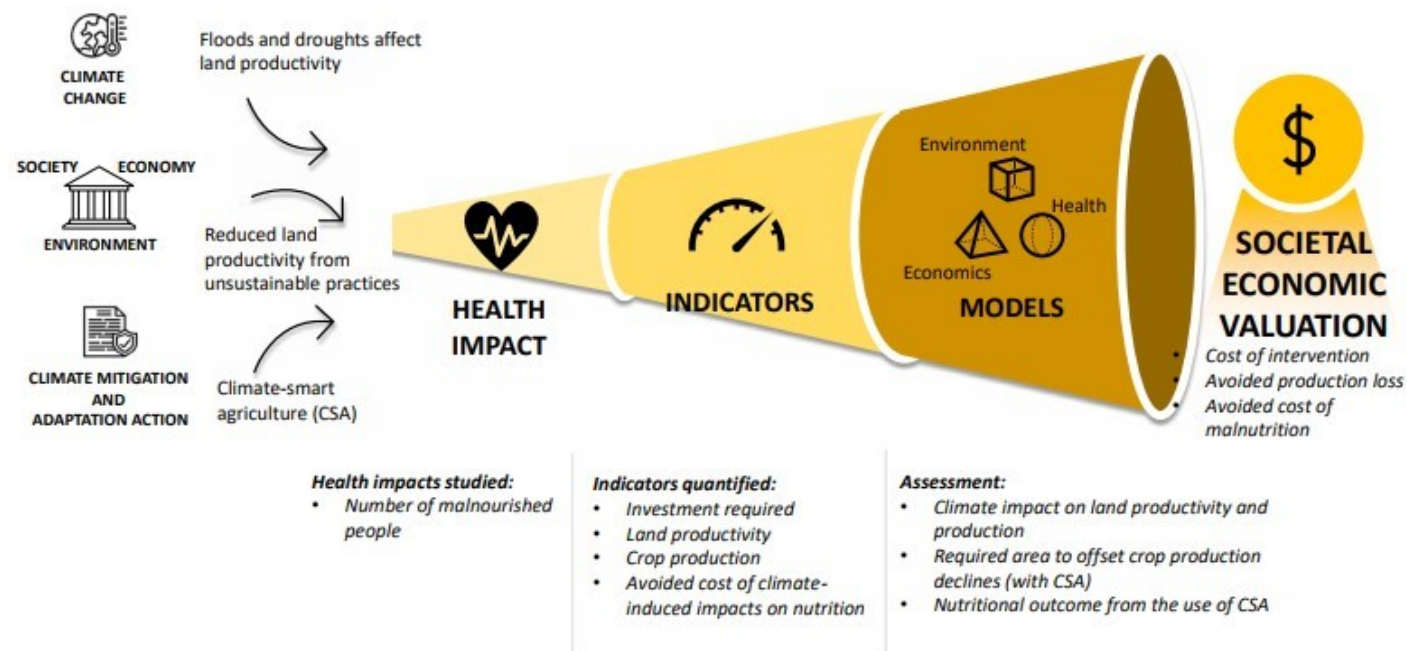 CLIMATE
CHANGE
Floods and droughts affect
land productivity
SOCIETY
ECONOMY
ENVIRONMENT
Reduced land
productivity from
unsustainable practices
CLIMATE MITIGATION
AND
ADAPTATION ACTION
Climate-smart
agriculture (CSA)
HEALTH
IMPACT
INDICATORS
Environment
Health
Economics
MODELS
$
SOCIETAL
ECONOMIC
VALUATION
• Cost of intervention
• Avoided production loss
• Avoided cost of
malnutrition
Health impacts studied:
• Number of malnourished
people
Indicators quantified:
• Investment required
• Land productivity
• Crop production
• Avoided cost of climate-
induced impacts on nutrition
Assessment:
• Climate impact on land productivity and
production
• Required area to offset crop production
declines (with CSA)
• Nutritional outcome from the use of CSA